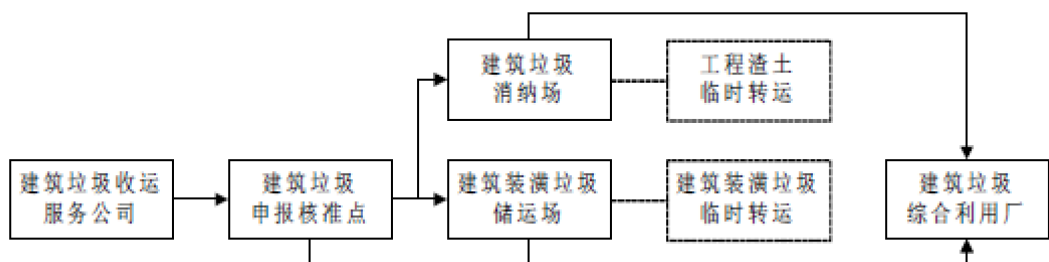 建筑垃圾
消纳场
工程渣土
临时转运
建筑垃圾收运
服务公司
建筑垃圾
申报核准点
建筑装潢垃圾
储运场
建筑装潢垃圾
临时转运
建筑垃圾
综合利用厂